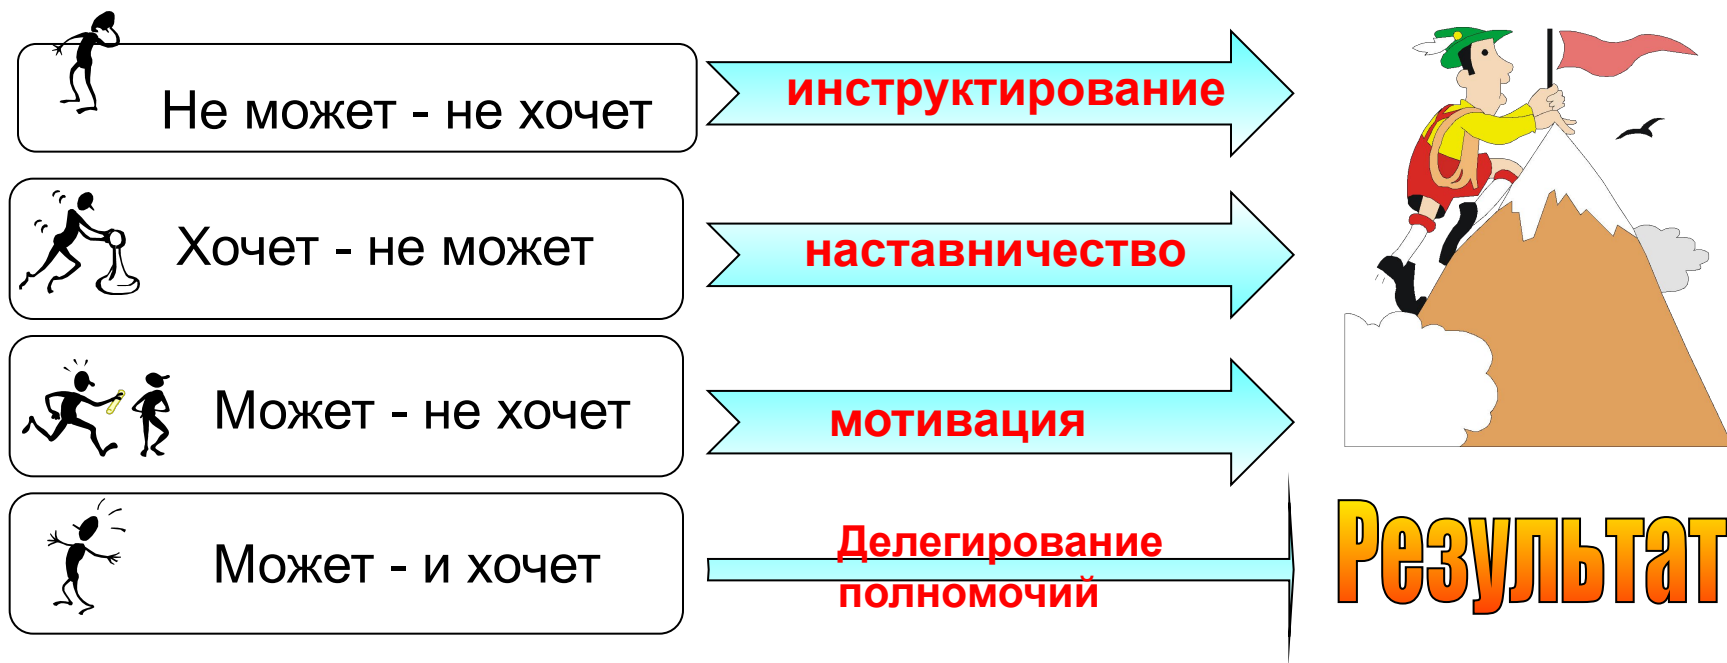 Не может - не хочет
инструктирование
Хочет - не может
наставничество
Может - не хочет
мотивация
Может - и хочет
Делегирование
полномочий
Результат